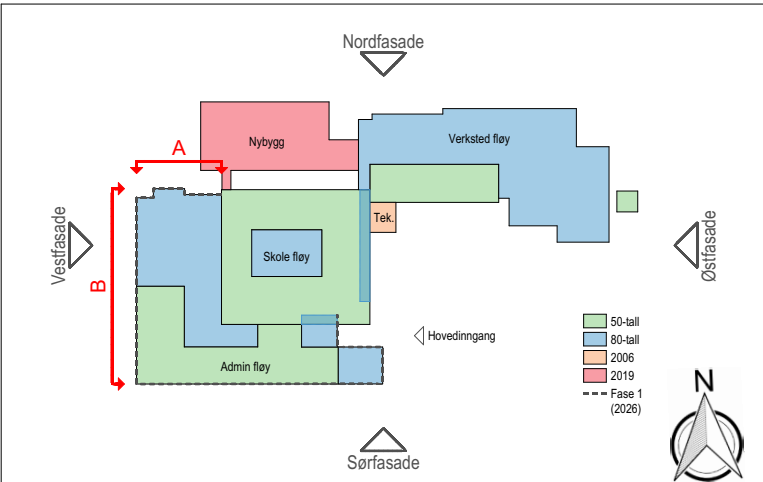 Nordfasade
A
Nybygg
Verksted fløy
Tek.
Vestfasade
B
Skole fløy
Østfasade
Hovedinngang
Admin fløy
50-tall
80-tall
2006
2019
Fase 1
(2026)
N
Sørfasade